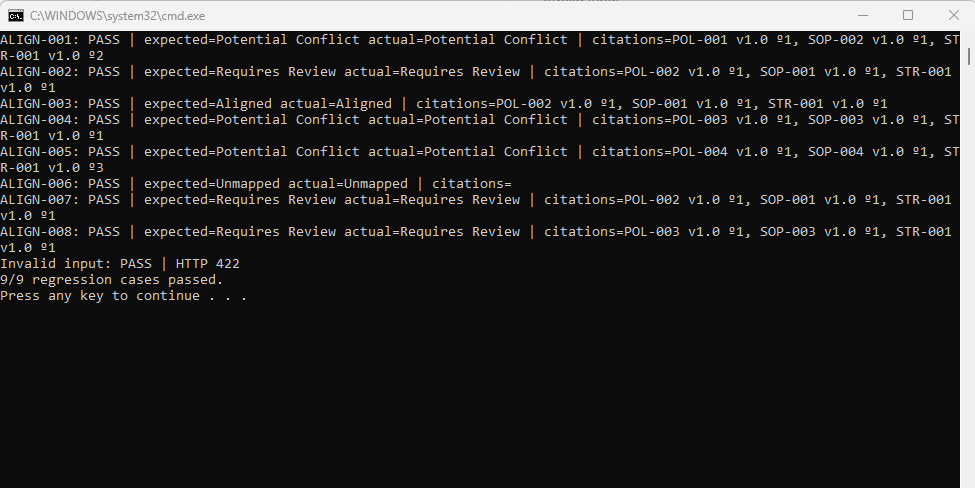 C:\WINDOWS\system32\cmd.exe
ALIGN-001: PASS | expected=Potential Conflict actual=Potential Conflict | citations=POL-001 v1.0 º1, SOP-002 v1.0 º1, ST
R-001 v1.0 º2
ALIGN-002: PASS | expected=Requires Review actual=Requires Review | citations=POL-002 v1.0 º1, SOP-001 v1.0 º1, STR-001
v1.0 º1
ALIGN-003: PASS | expected=Aligned actual=Aligned | citations=POL-002 v1.0 º1, SOP-001 v1.0 º1, STR-001 v1.0 º1
ALIGN-004: PASS | expected=Potential Conflict actual=Potential Conflict | citations=POL-003 v1.0 º1, SOP-003 v1.0 º1, ST
R-001 v1.0 º1
ALIGN-005: PASS | expected=Potential Conflict actual=Potential Conflict | citations=POL-004 v1.0 º1, SOP-004 v1.0 º1, ST
R-001 v1.0 º3
ALIGN-006: PASS | expected=Unmapped actual=Unmapped | citations=
ALIGN-007: PASS | expected=Requires Review actual=Requires Review | citations=POL-002 v1.0 º1, SOP-001 v1.0 º1, STR-001
v1.0 º1
ALIGN-008: PASS | expected=Requires Review actual=Requires Review | citations=POL-003 v1.0 º1, SOP-003 v1.0 º1, STR-001
v1.0 º1
Invalid input: PASS | HTTP 422
9/9 regression cases passed.
Press any key to continue . . .